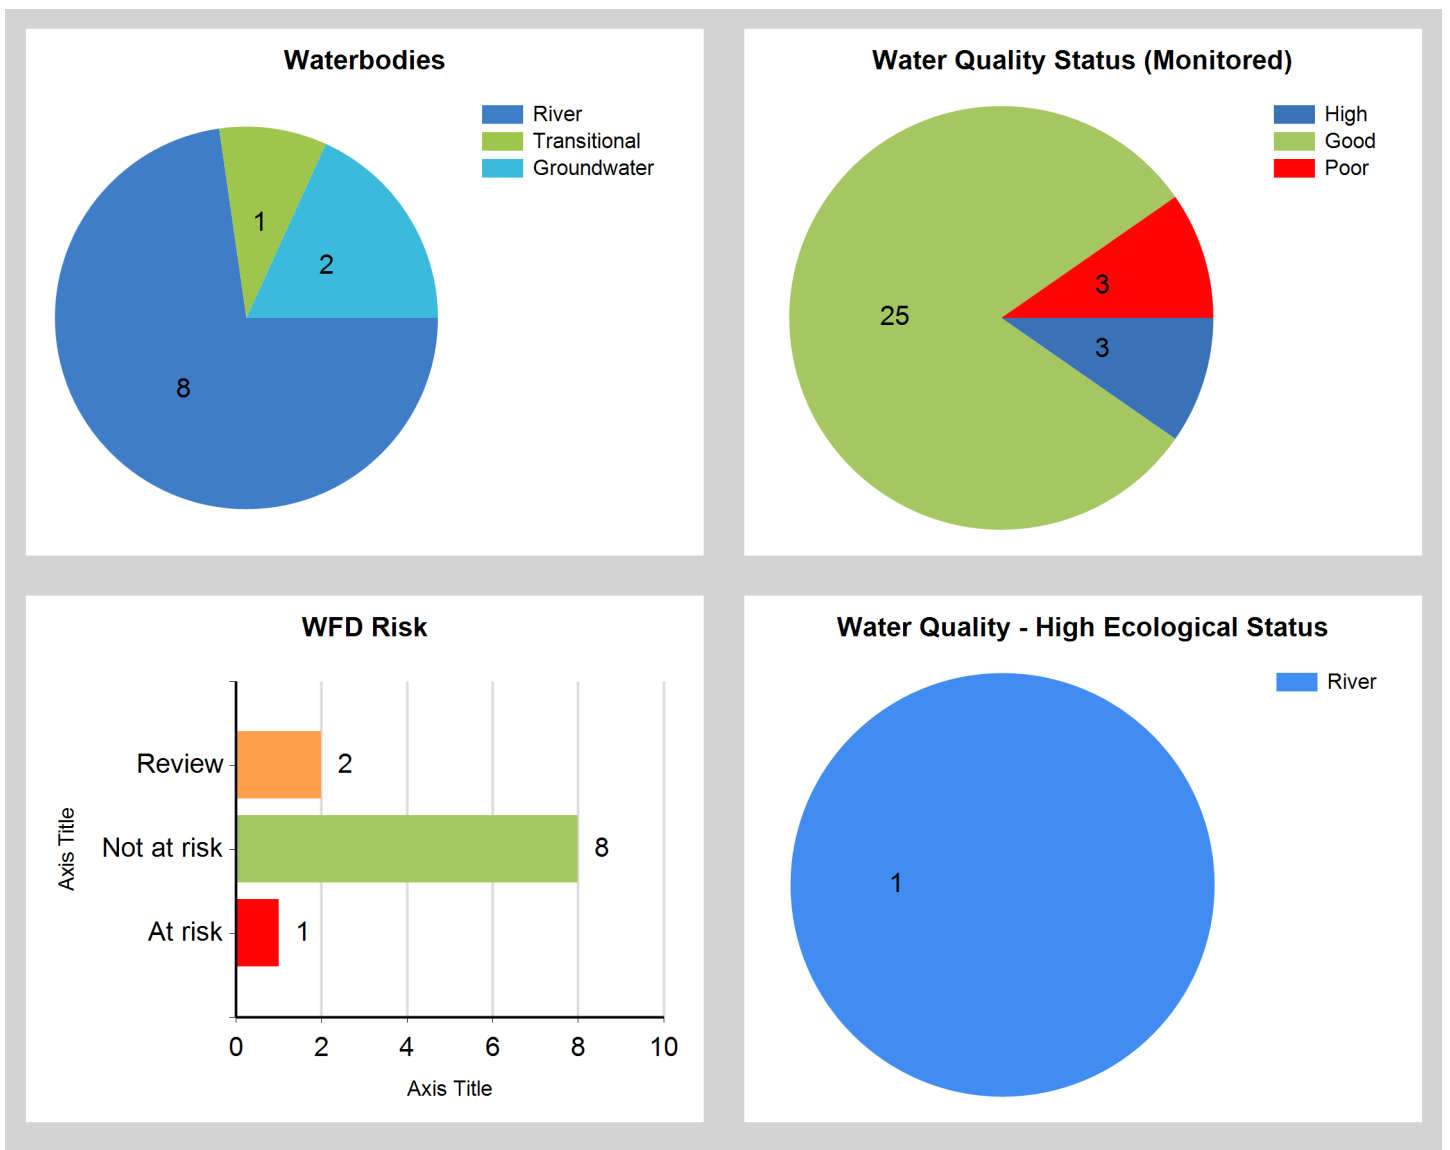 Waterbodies
River
Transitional
Groundwater
1
2
8
Water Quality Status (Monitored)
High
Good
Poor
3
25
3
WFD Risk
Review
2
Not at risk
8
At risk
1
Axis Title
0 2 4 6 8 10
Axis Title
Water Quality - High Ecological Status
River
1